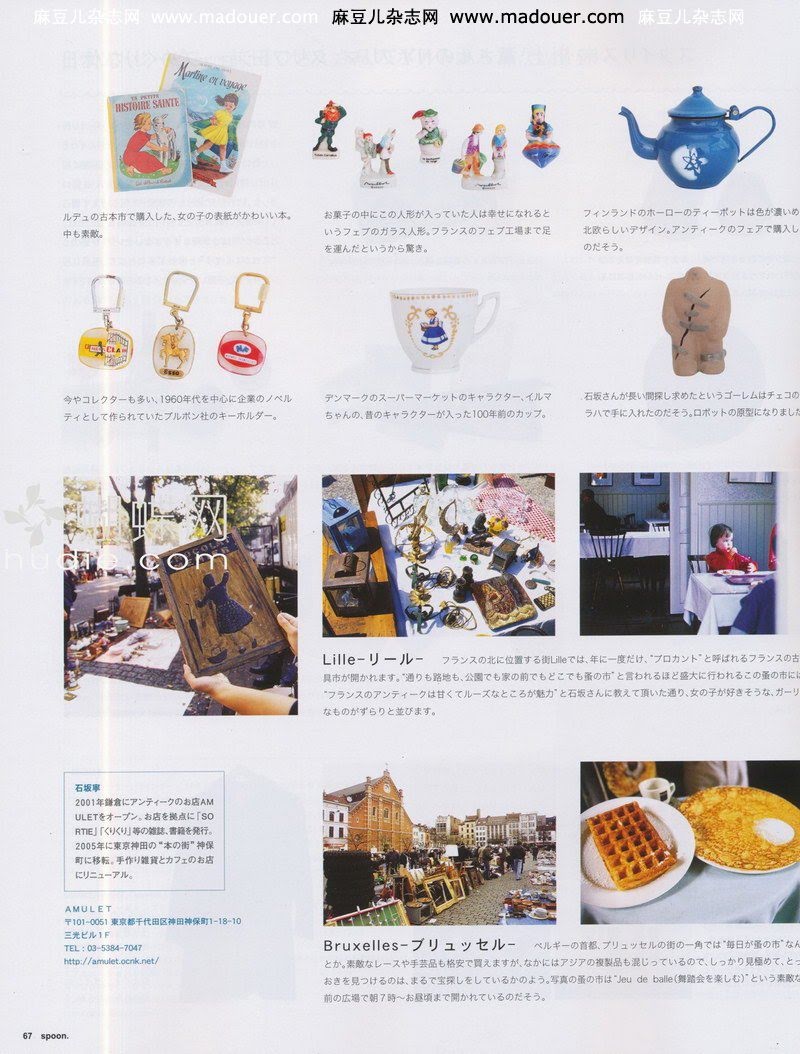 麻豆儿杂志网 www.madouer.com
麻豆儿杂志网 www.madouer.com
麻豆儿杂志网 www.madouer.com
HISTOIRE SAINTE
Martine en voyage
ルデュの古本市で購入した、女の子の表紙がかわいい本。
中も素敵。
お菓子の中にこの人形が入っていた人は幸せになれると
いうフェブのガラス人形。フランスのフェブ工場まで足
を運んだというから驚き。
フィンランドのホーローのティーポットは色が濃いめ
北欧らしいデザイン。アンティークのフェアで購入し
のだそう。
今やコレクターも多い、1960年代を中心に企業のノベル
ティとして作られていたブルボン社のキーホルダー。
デンマークのスーパーマーケットのキャラクター、イルマ
ちゃんの、昔のキャラクターが入った100年前のカップ。
石坂さんが長い間探し求めたというゴーレムはチェコの
ラハで手に入れたのだそう。ロボットの原型になりました
蝶网
hudie.com
Lille-リール- フランスの北に位置する街Lilleでは、年に一度だけ、"ブロカント"と呼ばれるフランスの古
具市が開かれます。"通りも路地も、公園でも家の前でもどこでも蚤の市"と言われるほど盛大に行われるこの蚤の市には
"フランスのアンティークは甘くてルーズなところが魅力"と石坂さんに教えて頂いた通り、女の子が好きそうな、ガーリ
なものがずらりと並びます。
石坂寧
2001年鎌倉にアンティークのお店AM
ULETをオープン。お店を拠点に「SO
RTIE」「くりくり」等の雑誌、書籍を発行。
2005年に東京神田の"本の街"神保
町に移転。手作り雑貨とカフェのお店
にリニューアル。
AMULET
〒101-0051 東京都千代田区神田神保町1-18-10
三光ビル1F
TEL : 03-5384-7047
http://amulet.ocnk.net/
Bruxelles-ブリュッセル- ベルギーの首都、ブリュッセルの街の一角では"毎日が蚤の市"なん
とか。素敵なレースや手芸品も格安で買えますが、なかにはアジアの複製品も混じっているので、しっかり見極めて、とっ
おきを見つけるのは、まるで宝探しをしているかのよう。写真の蚤の市は"Jeu de balle(舞踏会を楽しむ)"という素敵な
前の広場で朝7時〜お昼頃まで開かれているのだそう。
67 spoon.